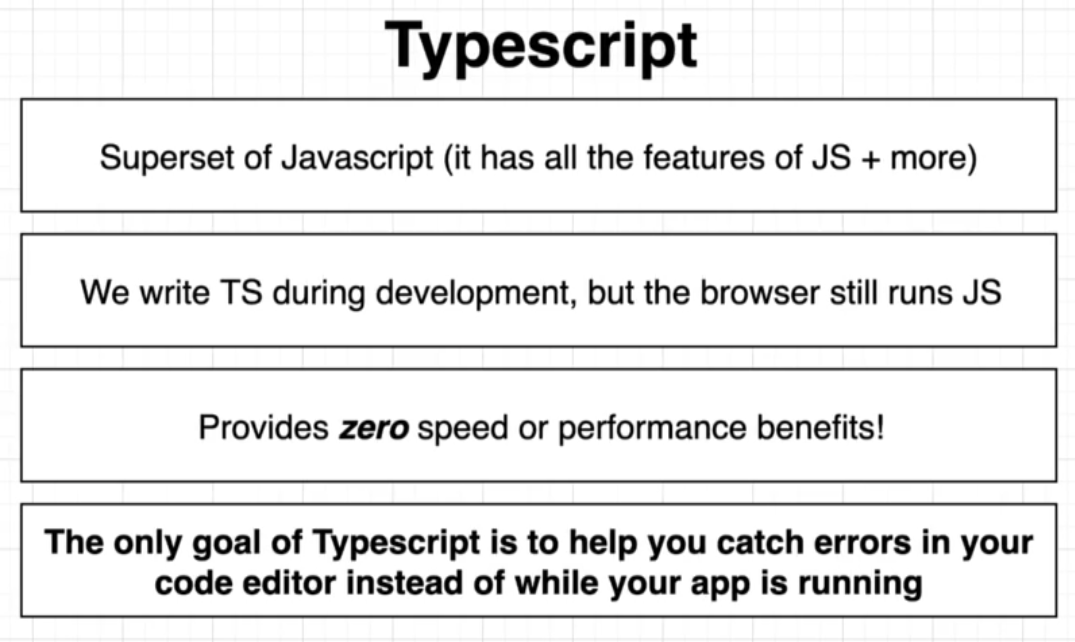 Typescript
Superset of Javascript (it has all the features of JS + more)
We write TS during development, but the browser still runs JS
Provides zero speed or performance benefits!
The only goal of Typescript is to help you catch errors in your
code editor instead of while your app is running